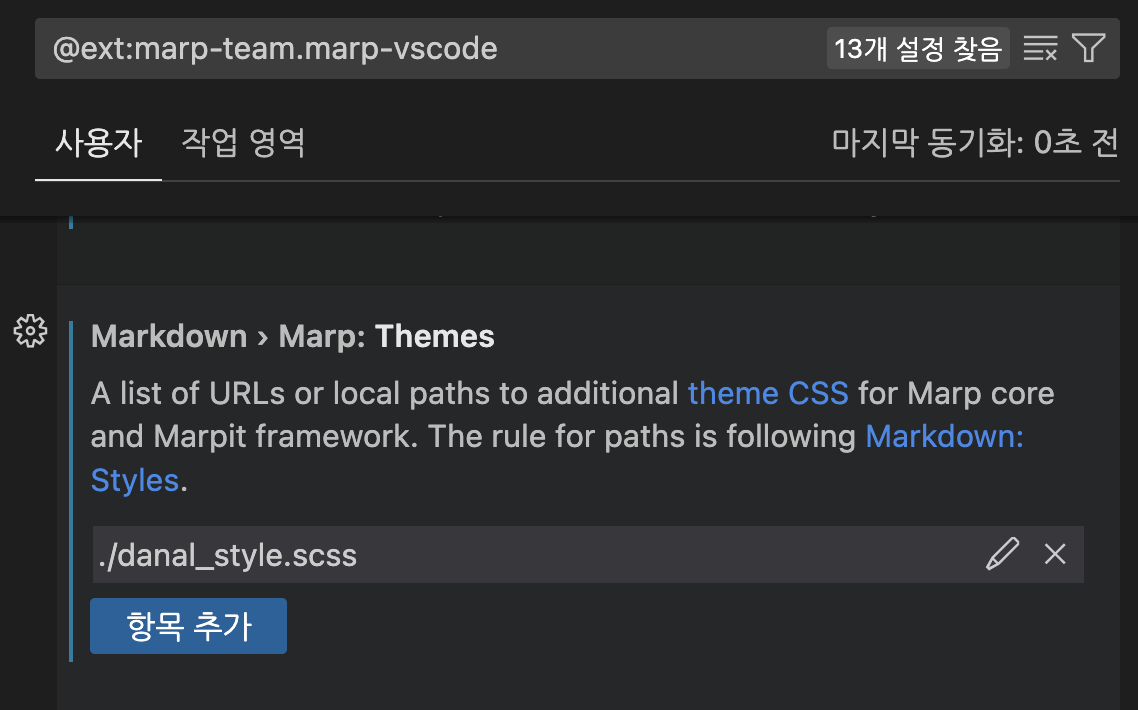 @ext:marp-team.marp-vscode
13개 설정 찾음
사용자 작업 영역
마지막 동기화: 0초 전
Markdown › Marp: Themes
A list of URLs or local paths to additional theme CSS for Marp core
and Marpit framework. The rule for paths is following Markdown:
Styles.
./danal_style.scss
항목 추가